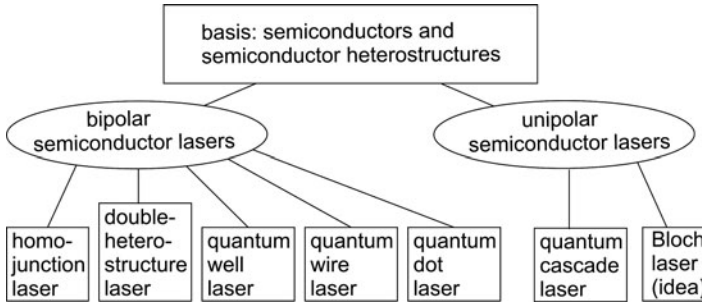 basis: semiconductors and
semiconductor heterostructures
bipolar
semiconductor lasers
unipolar
semiconductor lasers
homo-
junction
laser
double-
hetero-
structure
laser
quantum
well
laser
quantum
wire
laser
quantum
dot
laser
quantum
cascade
laser
Bloch
laser
(idea)